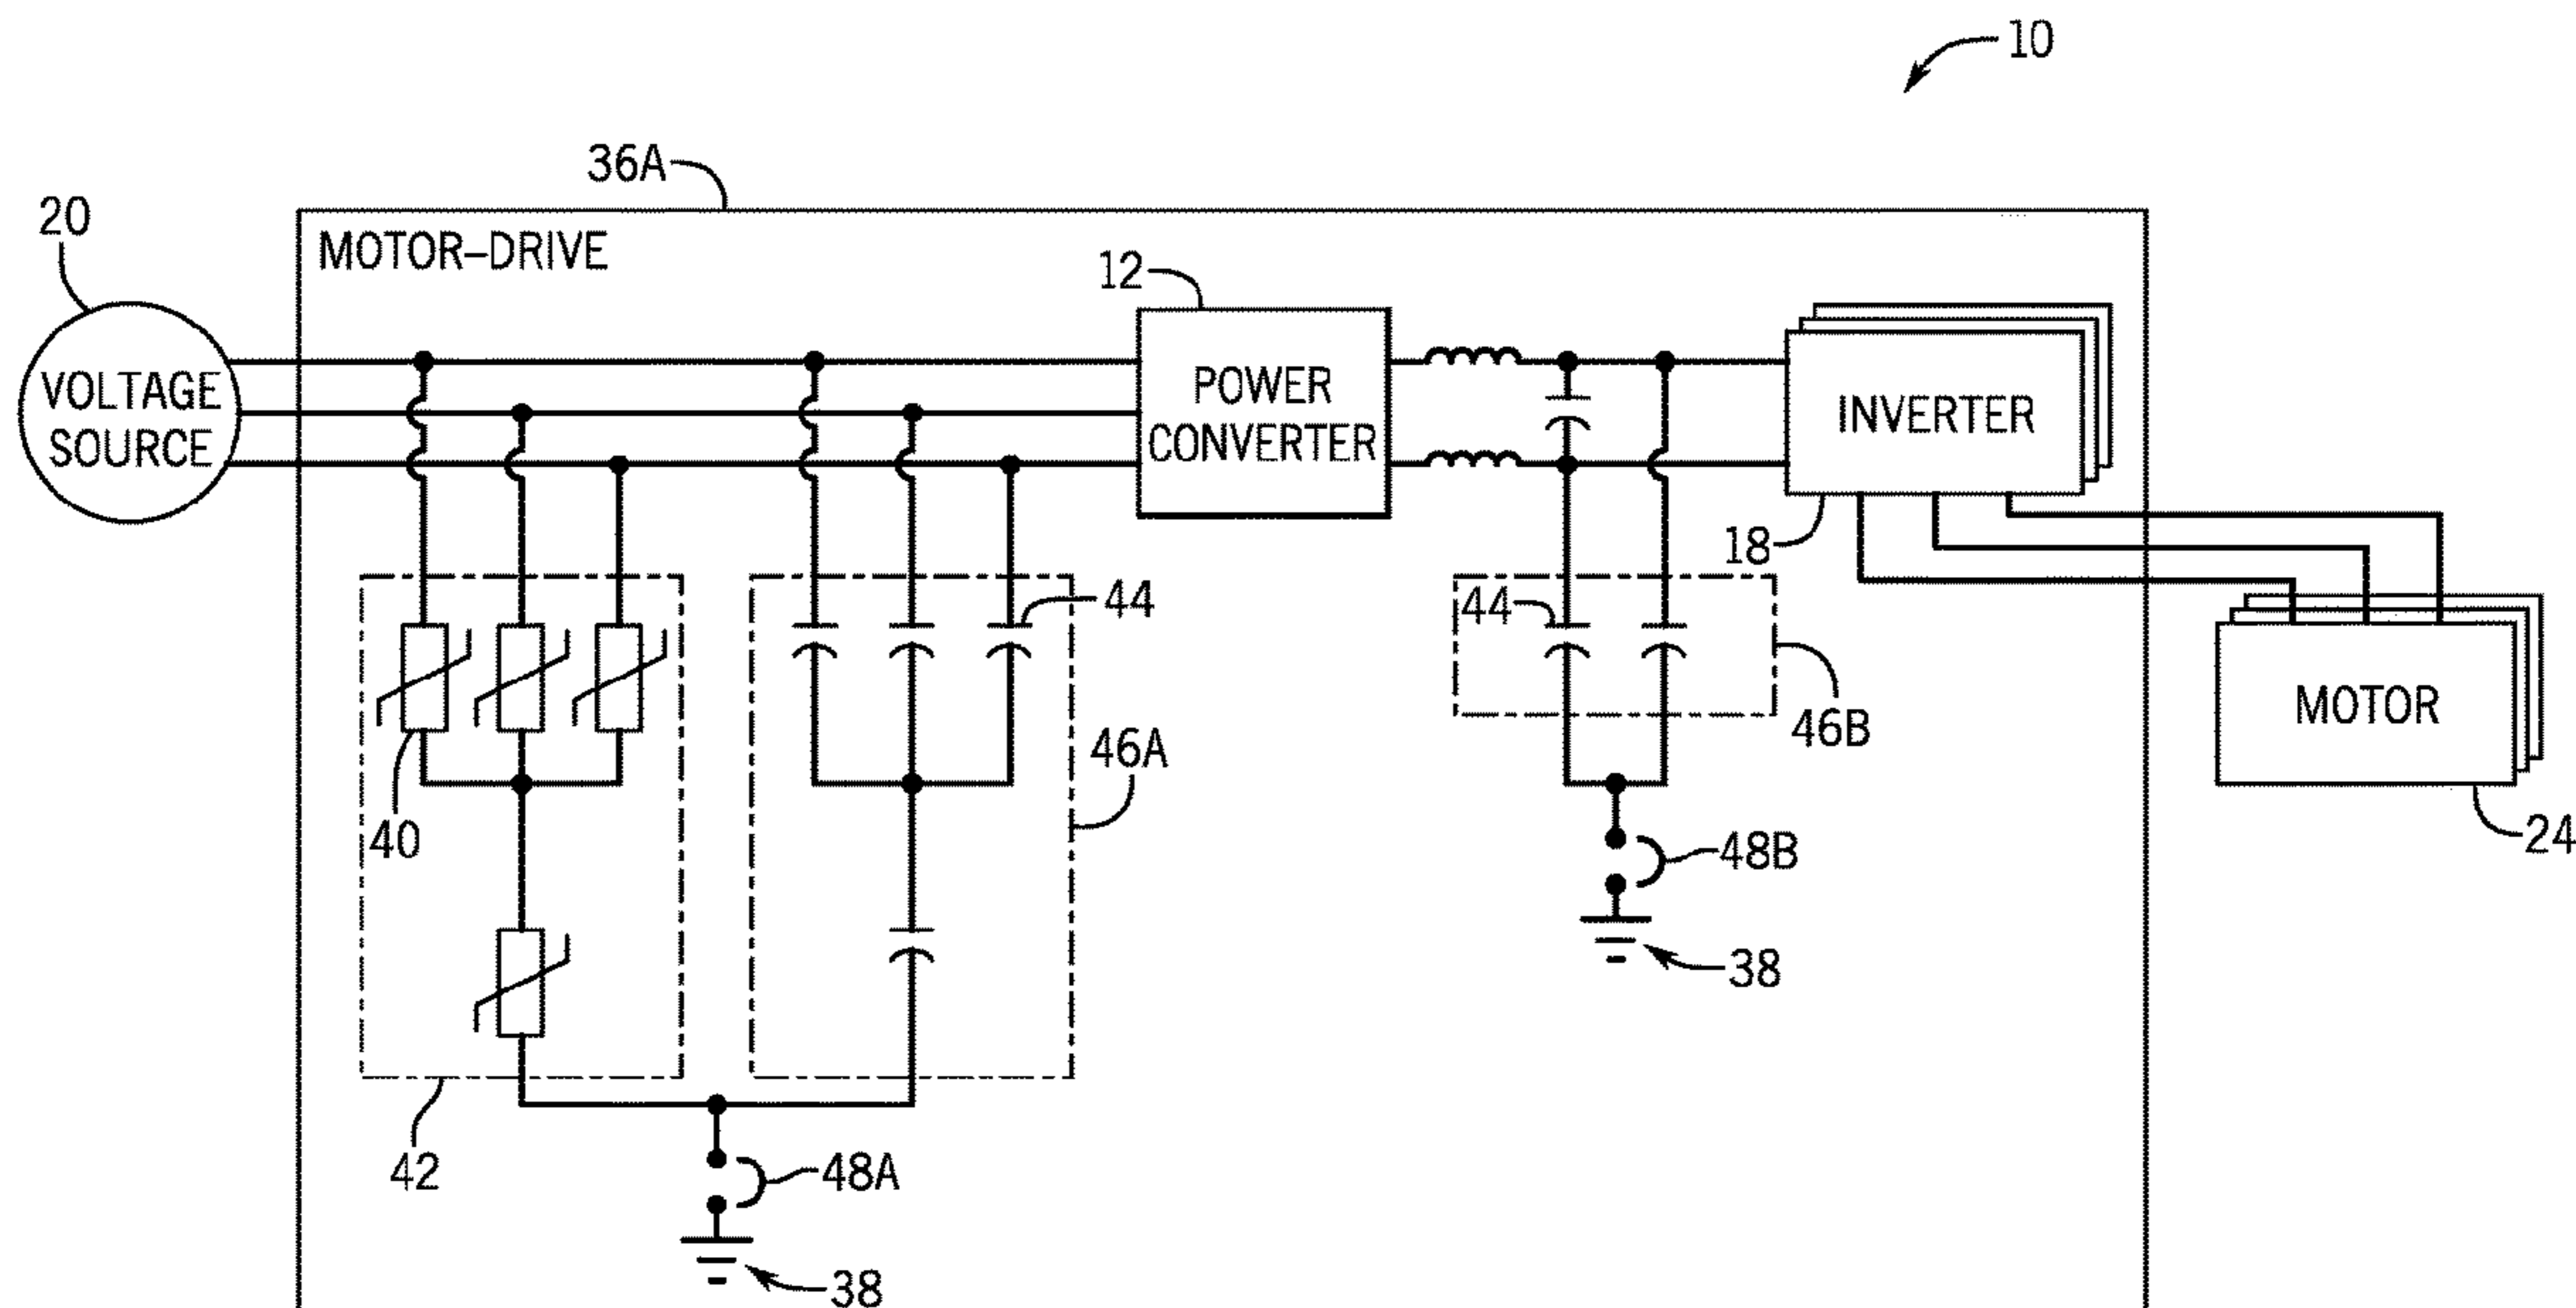 10
36A
20
MOTOR–DRIVE
12
VOLTAGE
SOURCE
POWER
CONVERTER
INVERTER
18
44
44
46B
MOTOR
46A
40
24
48B
38
42
48A
38